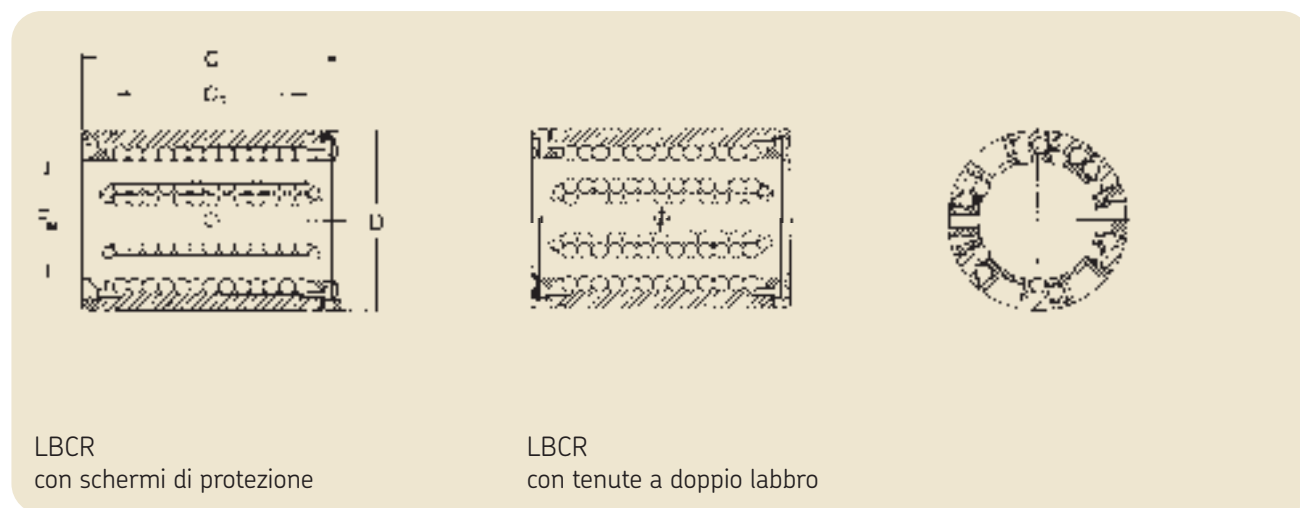 D
LBCR
con schermi di protezione
LBCR
con tenute a doppio labbro